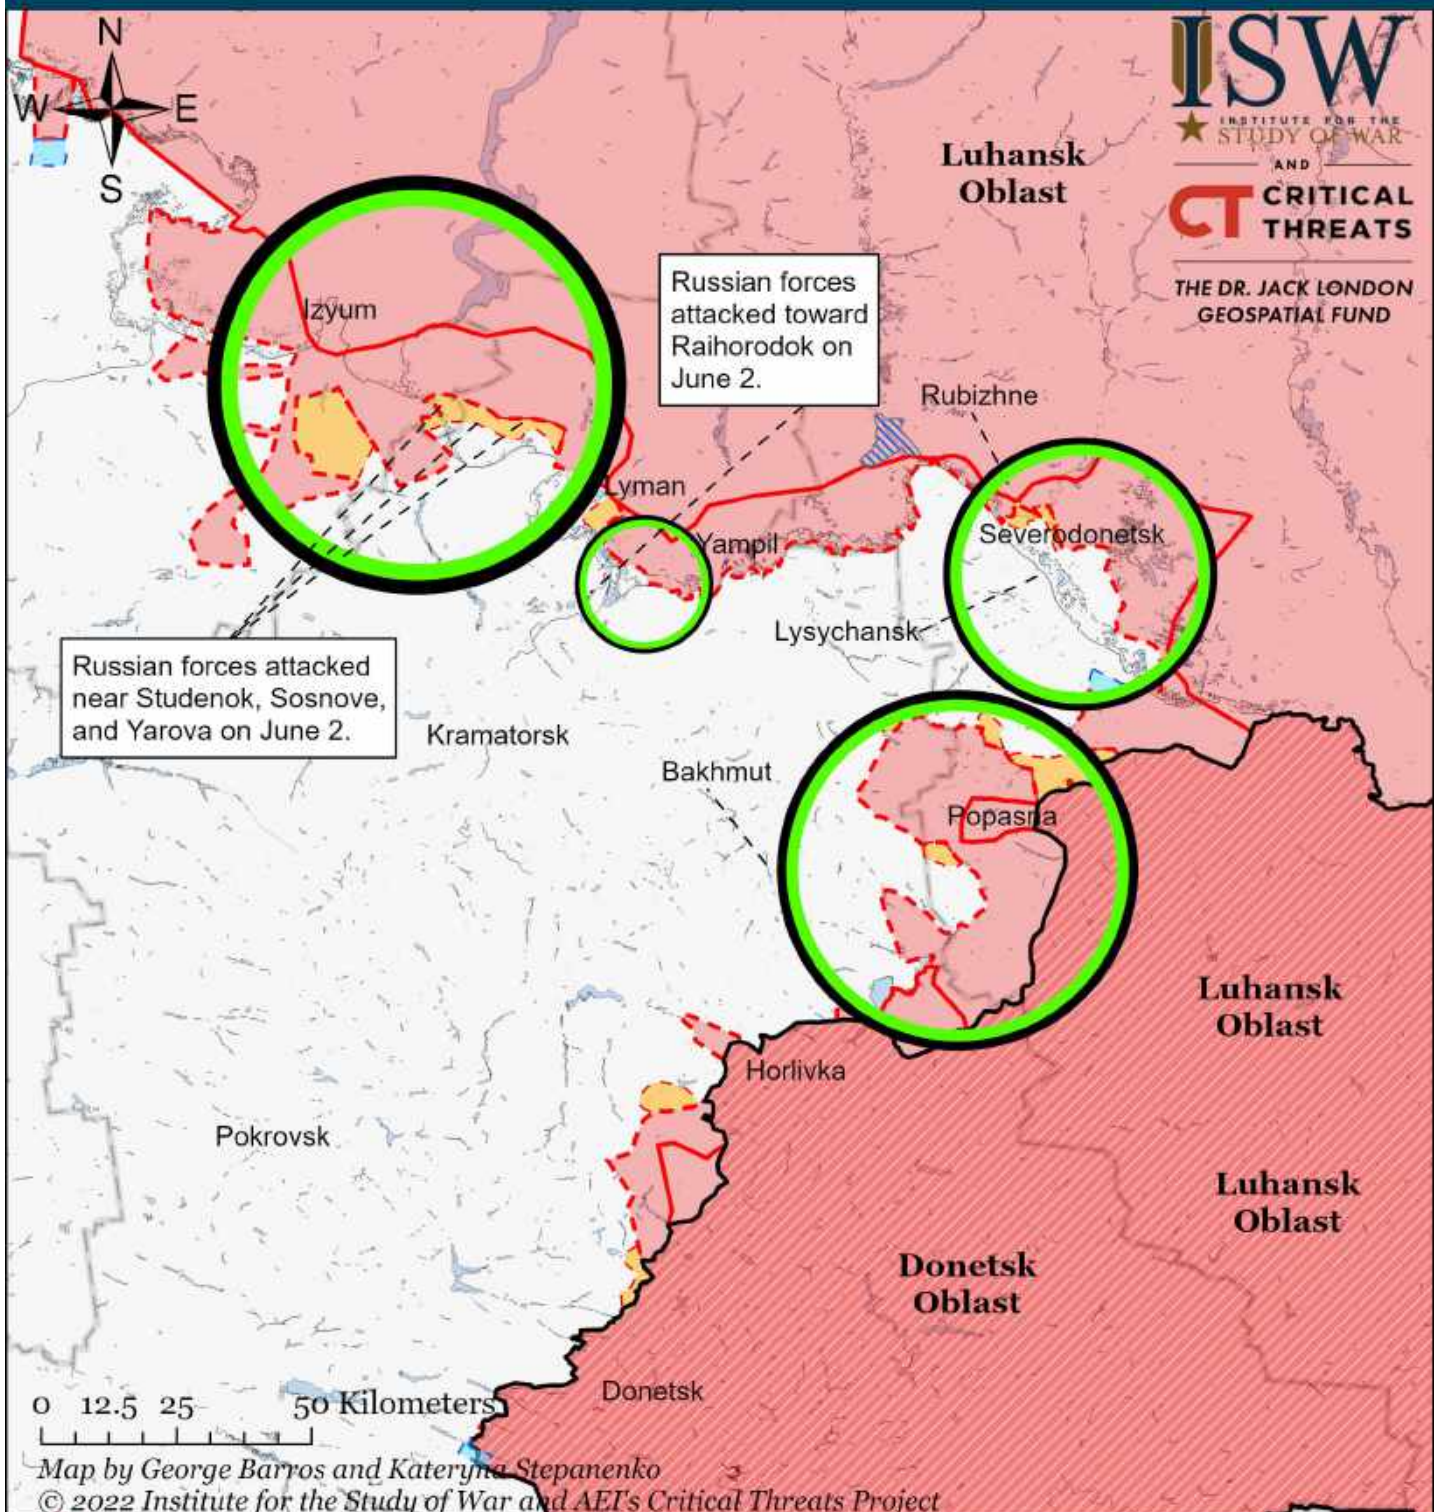 N
W
E
S
ISW
INSTITUTE FOR THE
STUDY OF WAR
AND
CT CRITICAL
THREATS
THE DR. JACK LONDON
GEOSPATIAL FUND
Luhansk
Oblast
Izyum
Russian forces
attacked toward
Raihorodok on
June 2.
Rubizhne
Lyman
Yampil
Severodonetsk
Lysychansk
Russian forces attacked
near Studenok, Sosnove,
and Yarova on June 2.
Kramatorsk
Bakhmut
Popasna
Luhansk
Oblast
Horlivka
Pokrovsk
Luhansk
Oblast
Donetsk
Oblast
Donetsk
0 12.5 25 50 Kilometers
Map by George Barros and Kateryna Stepanenko
© 2022 Institute for the Study of War and AEI's Critical Threats Project